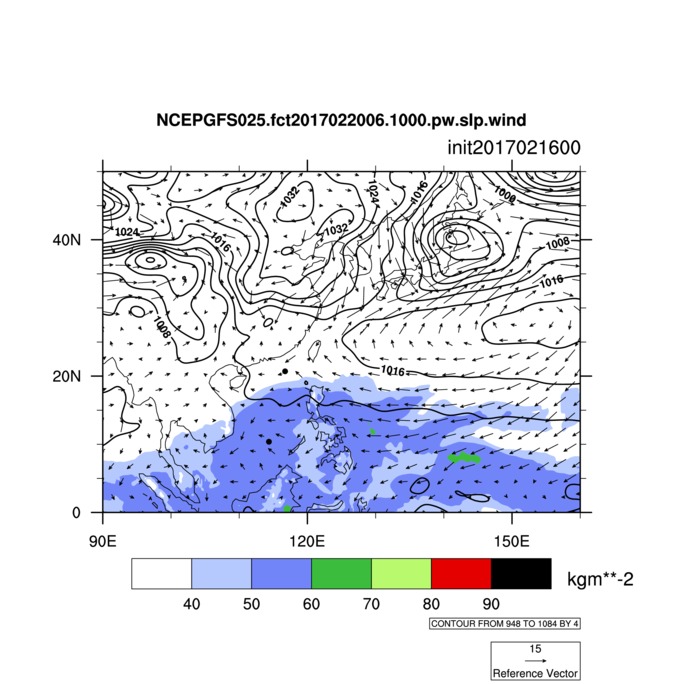 NCEPGFS025.fct2017022006.1000.pw.slp.wind
init2017021600
1032
1024
1016
1008
1024
1016
1032
1008
1016
1008
1016
40N
20N
0
90E 120E 150E
40 50 60 70 80 90
kgm**-2
CONTOUR FROM 948 TO 1084 BY 4
15
Reference Vector